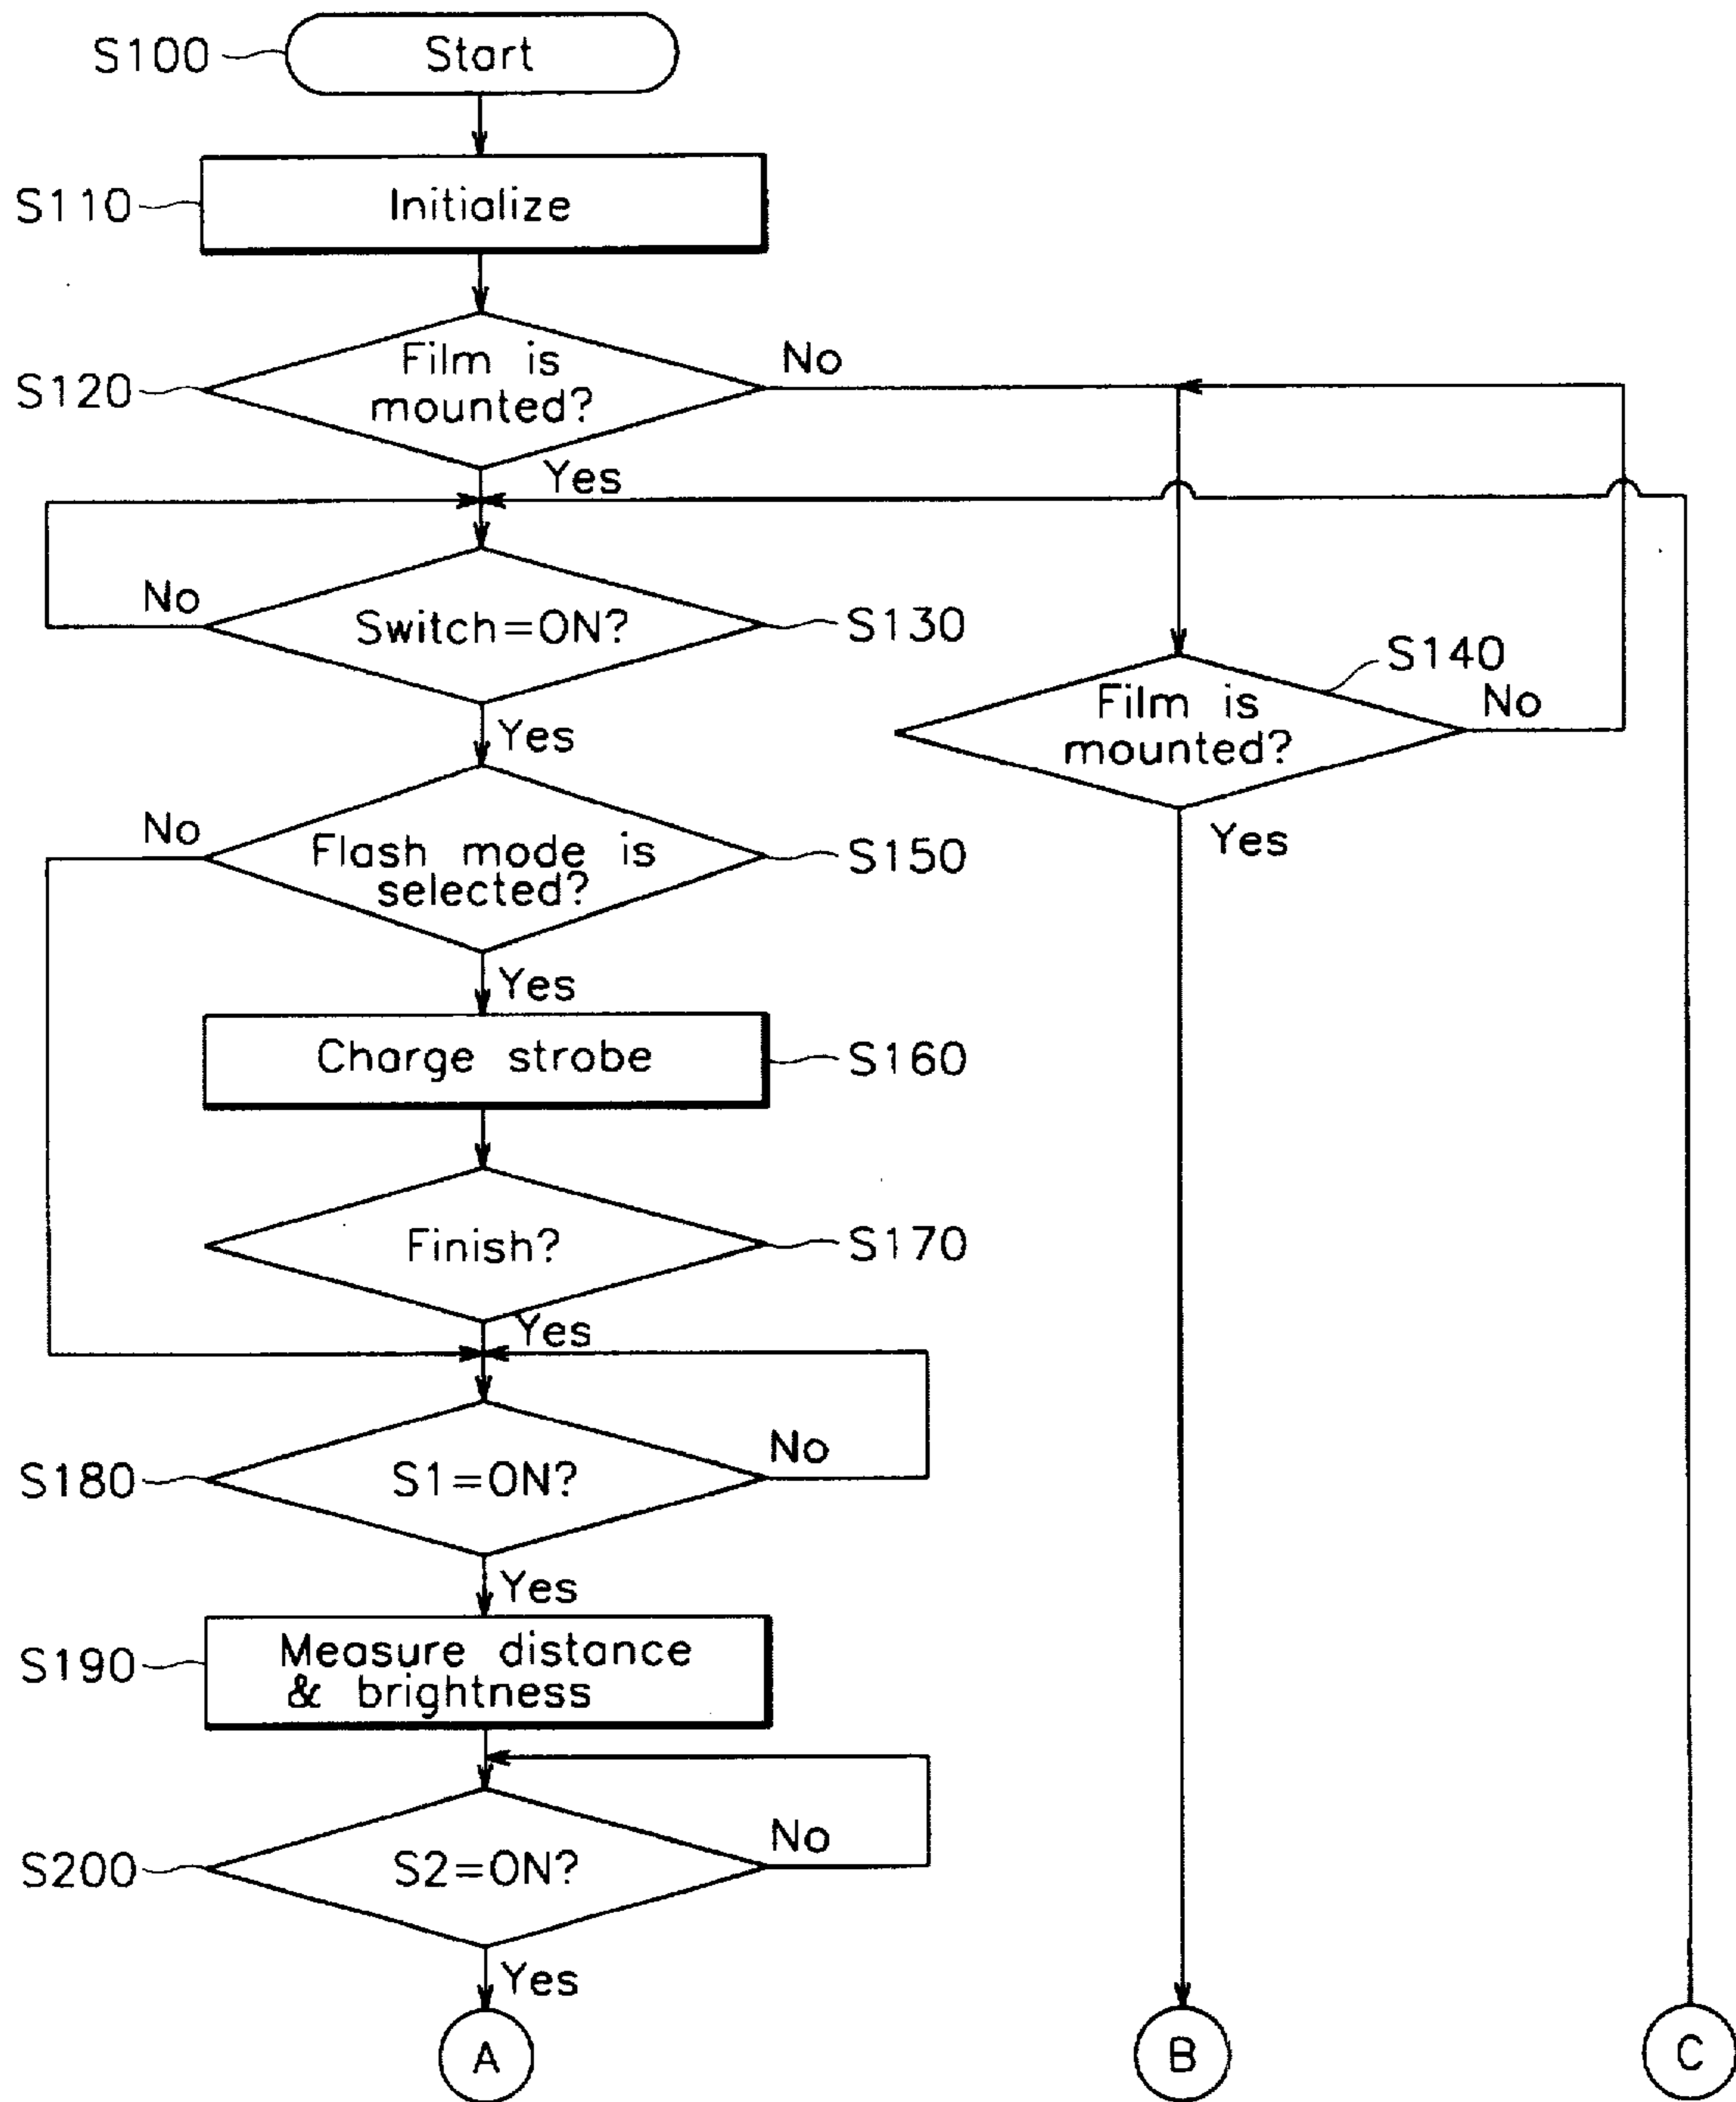 S100
Start
S110
Initialize
S120
Film is
mounted?
No
Yes
No
Switch=ON?
S130
S140
Film is
mounted?
No
Yes
Yes
No
Flash mode is
selected?
S150
Yes
Charge strobe
S160
Finish?
S170
Yes
S180
S1=ON?
No
Yes
S190
Measure distance
& brightness
S200
S2=ON?
No
Yes
A
B
C